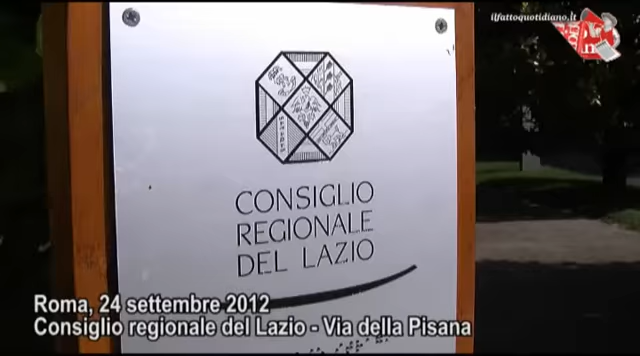 ilfattoquotidiano.it
CONSIGLIO
REGIONALE
DEL LAZIO
Roma, 24 settembre 2012
Consiglio regionale del Lazio - Via della Pisana